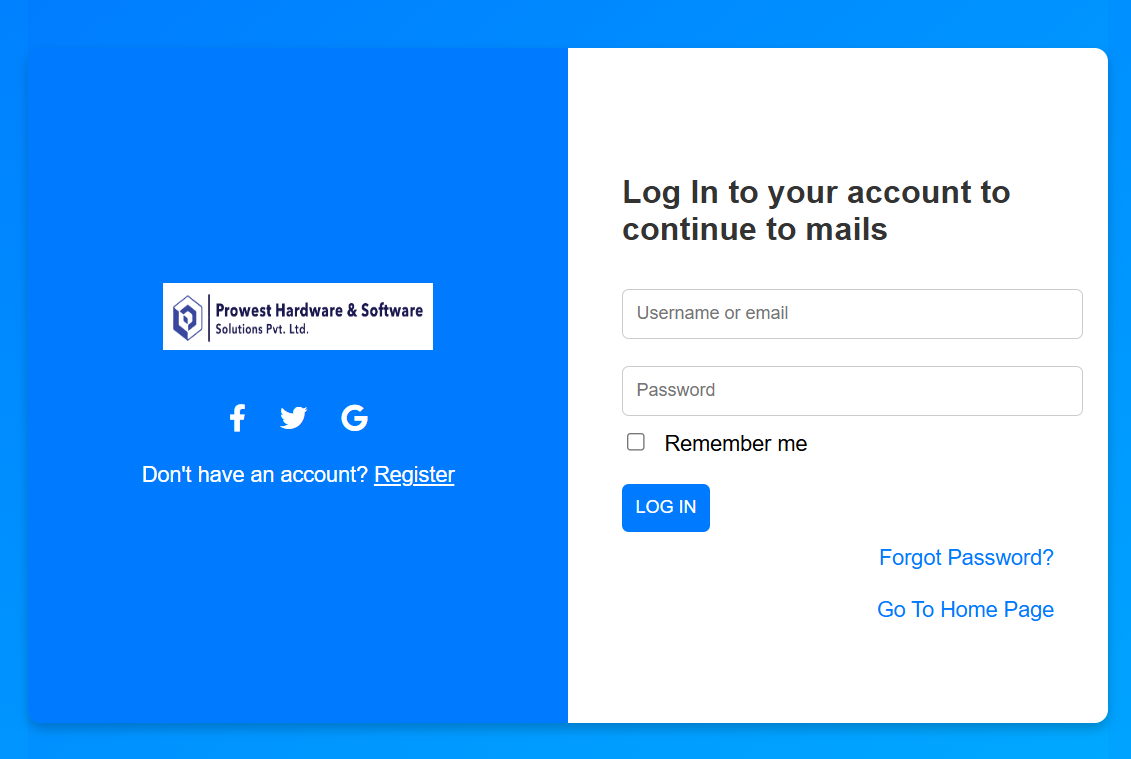 Prowest Hardware & Software
Solutions Pvt. Ltd.
Don't have an account? Register
Log In to your account to
continue to mails
Username or email
Password
Remember me
LOG IN
Forgot Password?
Go To Home Page